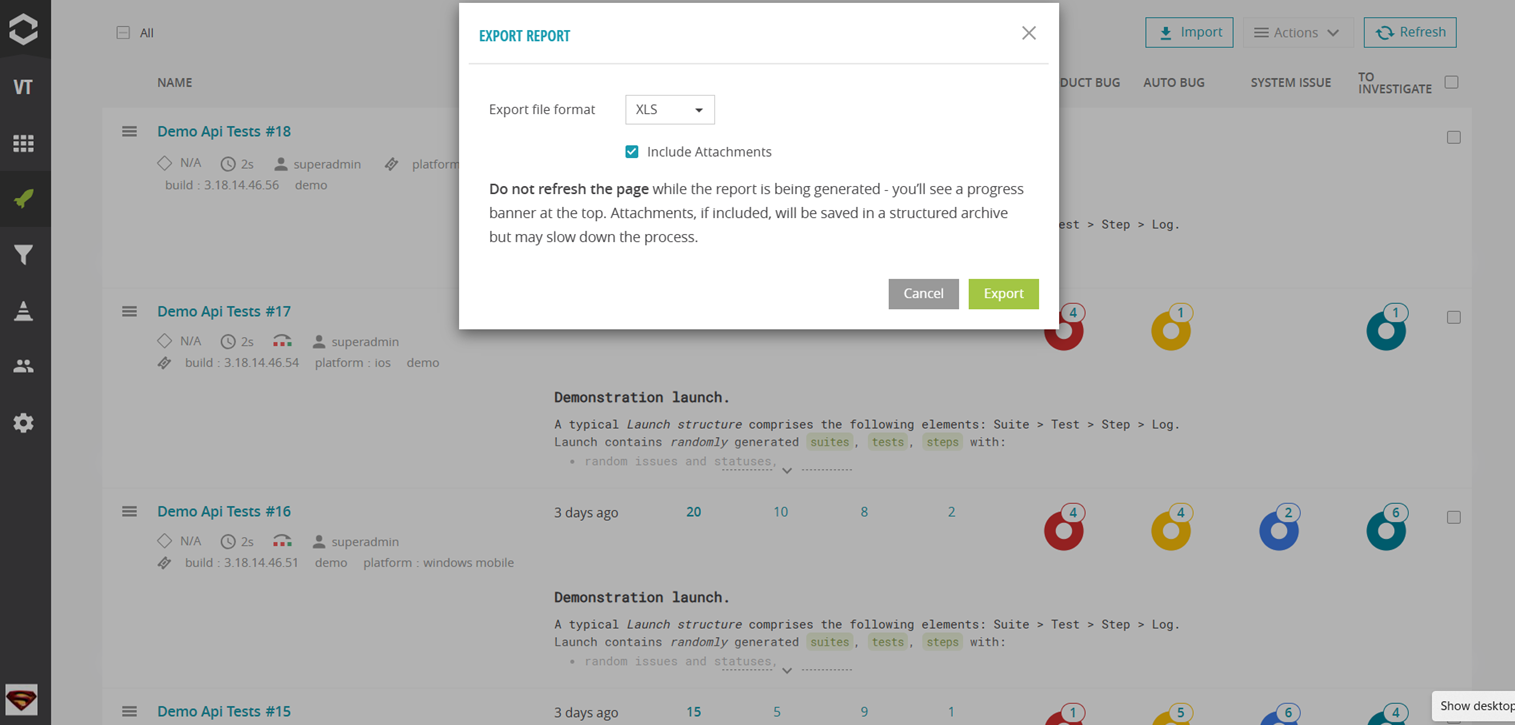 All
EXPORT REPORT
Import
Actions
Refresh
VT
NAME
DUCT BUG
AUTO BUG
SYSTEM ISSUE
TO
INVESTIGATE
Export file format
XLS
Include Attachments
Do not refresh the page while the report is being generated - you'll see a progress
banner at the top. Attachments, if included, will be saved in a structured archive
but may slow down the process.
Cancel
Export
Demo Api Tests #18
N/A 2s superadmin platform
build : 3.18.14.46.56 demo
est > Step > Log.
Demo Api Tests #17
4 1 1
N/A 2s superadmin
build : 3.18.14.46.54 platform : ios demo
Demonstration launch.
A typical Launch structure comprises the following elements: Suite > Test > Step > Log.
Launch contains randomly generated suites, tests, steps with:
• random issues and statuses,
Demo Api Tests #16
3 days ago 20 10 8 2 4 4 2 6
N/A 2s superadmin
build : 3.18.14.46.51 demo platform : windows mobile
Demonstration launch.
A typical Launch structure comprises the following elements: Suite > Test > Step > Log.
Launch contains randomly generated suites, tests, steps with:
• random issues and statuses,
Demo Api Tests #15
3 days ago 15 5 9 1 1 5 6 4
Show desktop